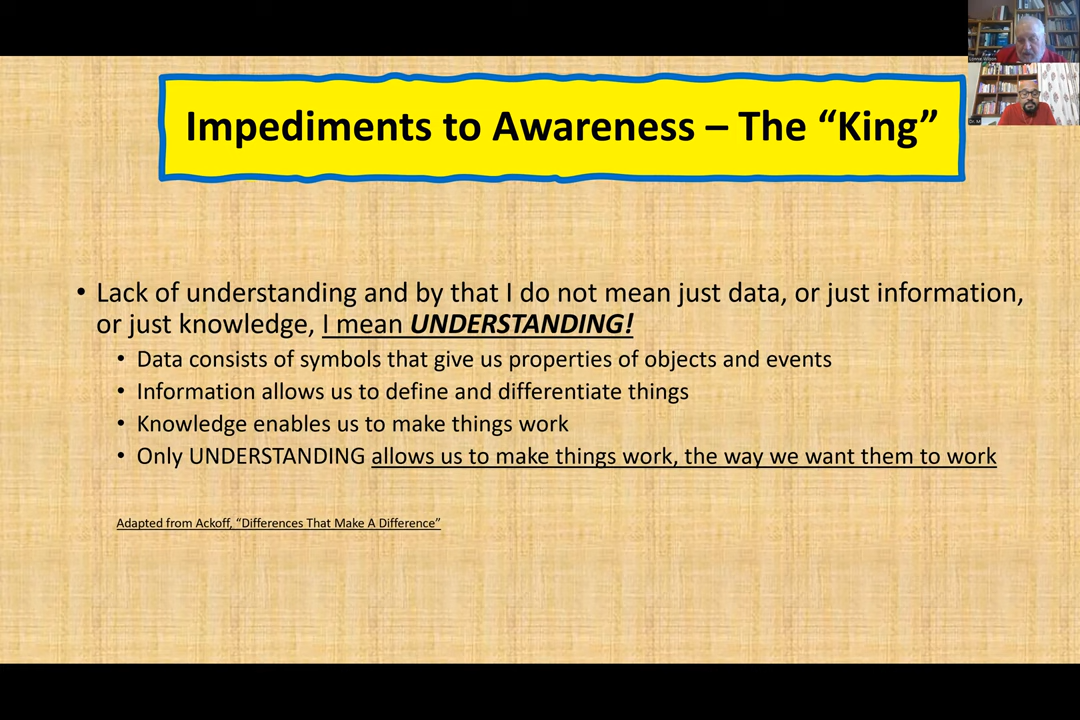 Impediments to Awareness – The “King”
• Lack of understanding and by that I do not mean just data, or just information,
or just knowledge, I mean UNDERSTANDING!
• Data consists of symbols that give us properties of objects and events
• Information allows us to define and differentiate things
• Knowledge enables us to make things work
• Only UNDERSTANDING allows us to make things work, the way we want them to work
Adapted from Ackoff, “Differences That Make A Difference”